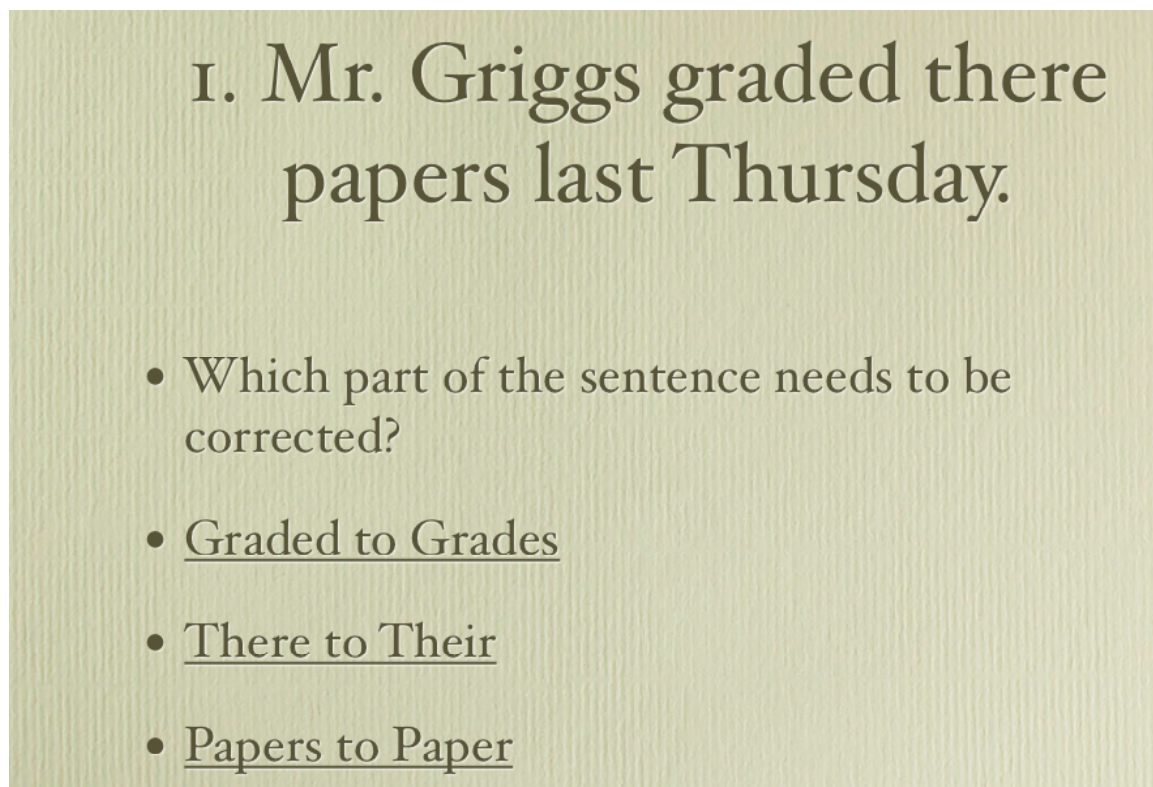 1. Mr. Griggs graded there
papers last Thursday.
• Which part of the sentence needs to be
corrected?
• Graded to Grades
• There to Their
• Papers to Paper